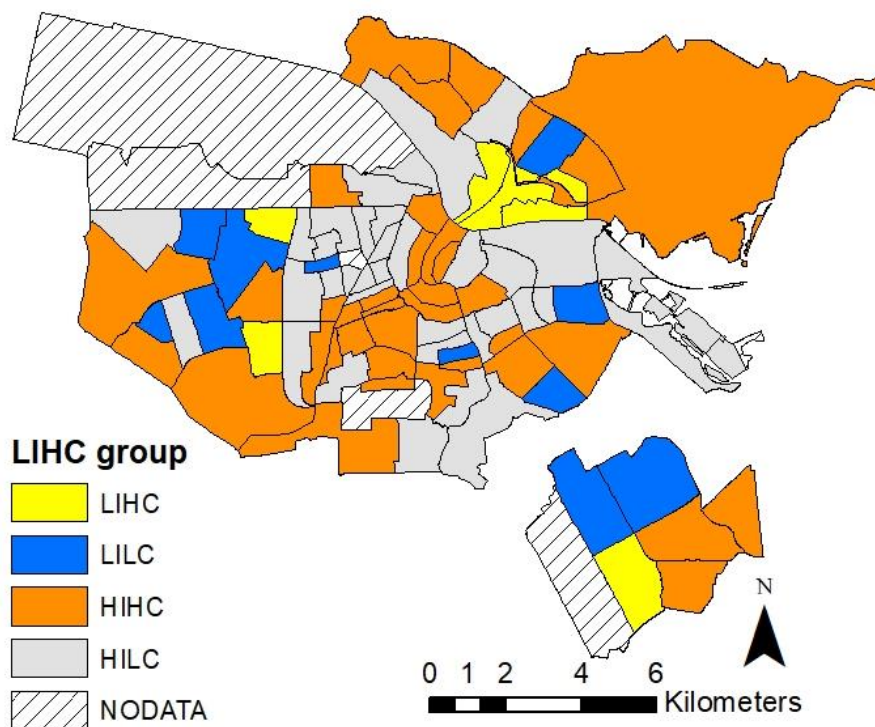 LIHC group
LIHC
LILC
HIHC
HILC
NODATA
N
0 1 2 4 6
Kilometers